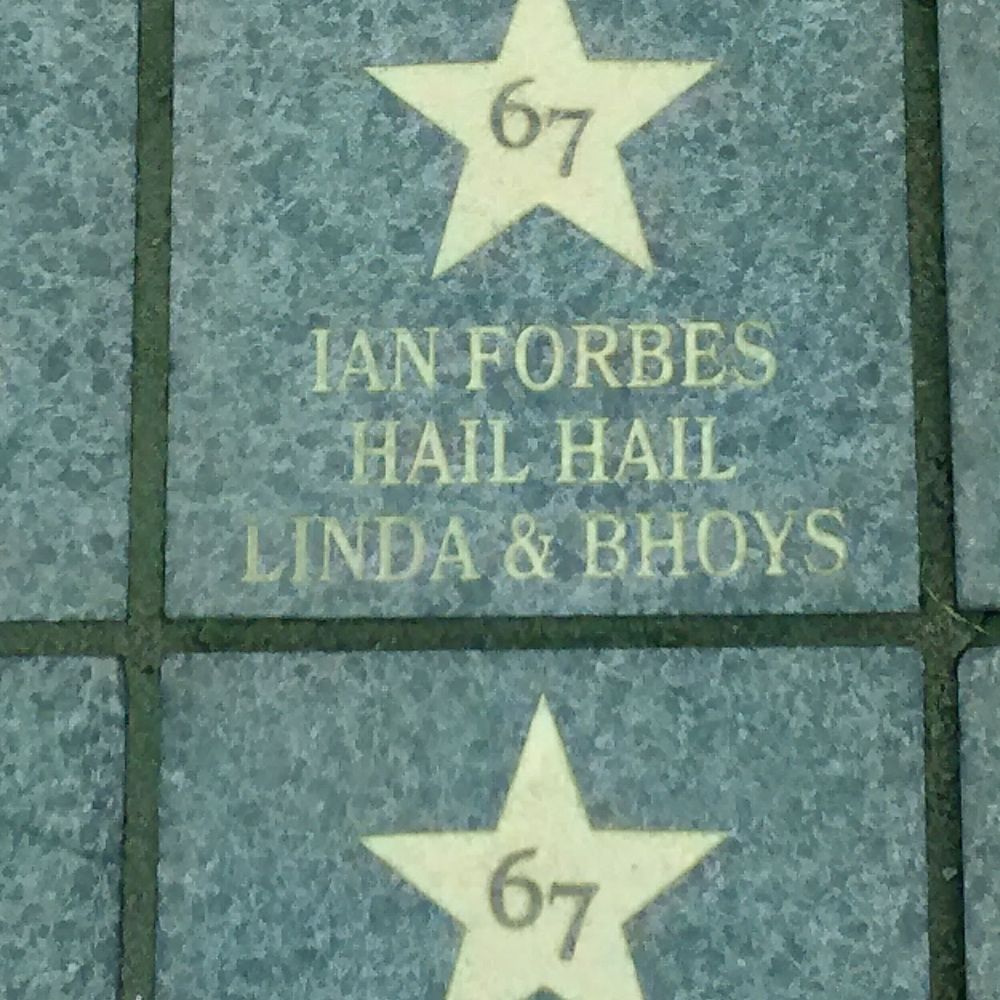 67
IAN FORBES
HAIL HAIL
LINDA & BHOYS
67